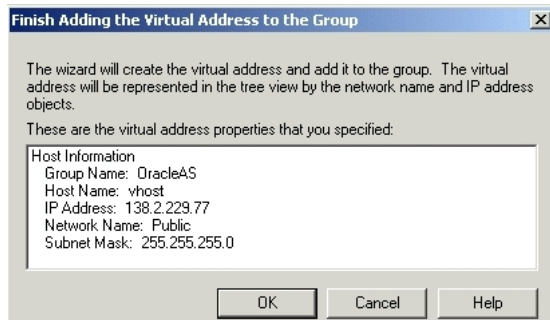 Finish Adding the Virtual Address to the Group
The wizard will create the virtual address and add it to the group. The virtual
address will be represented in the tree view by the network name and IP address
objects.
These are the virtual address properties that you specified:
Host Information
Group Name: OracleAS
Host Name: vhost
IP Address: 138.2.229.77
Network Name: Public
Subnet Mask: 255.255.255.0
OK
Cancel
Help